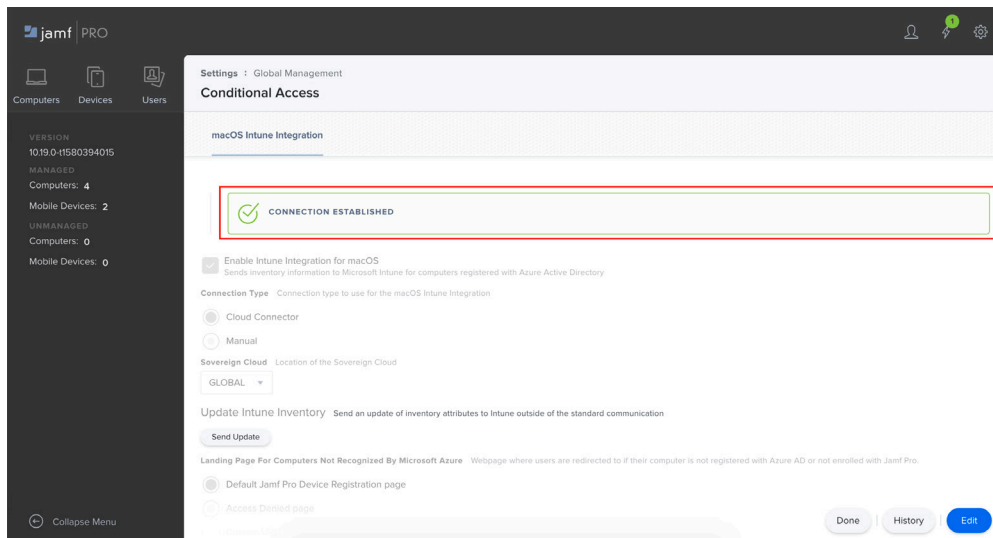 jamf PRO
1
Computers Devices Users
Settings : Global Management
Conditional Access
macOS Intune Integration
VERSION
10.19.0-t1580394015
MANAGED
Computers: 4
Mobile Devices: 2
UNMANAGED
Computers: 0
Mobile Devices: 0
CONNECTION ESTABLISHED
Enable Intune Integration for macOS
Sends inventory information to Microsoft Intune for computers registered with Azure Active Directory
Connection Type Connection type to use for the macOS Intune Integration
Cloud Connector
Manual
Sovereign Cloud Location of the Sovereign Cloud
GLOBAL
Update Intune Inventory Send an update of inventory attributes to Intune outside of the standard communication
Send Update
Landing Page For Computers Not Recognized By Microsoft Azure Webpage where users are redirected to if their computer is not registered with Azure AD or not enrolled with Jamf Pro.
Default Jamf Pro Device Registration page
Access Denied page
Collapse Menu
Done History Edit